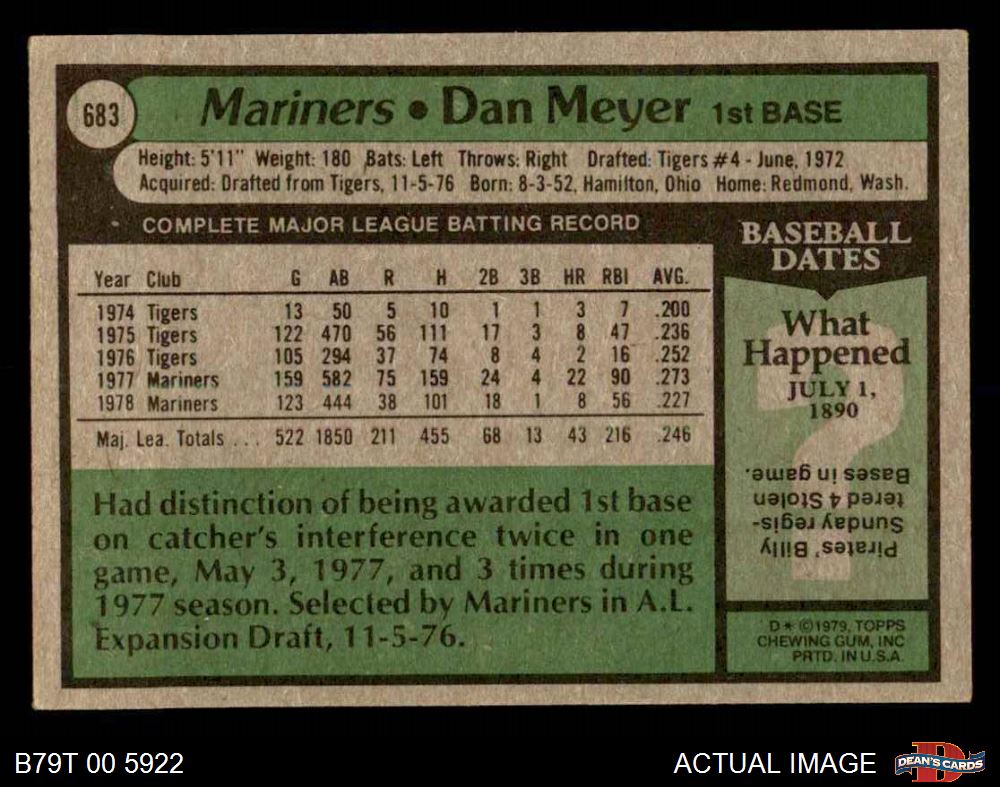 683
Mariners • Dan Meyer 1st BASE
Height: 5'11" Weight: 180 Bats: Left Throws: Right Drafted: Tigers #4 - June, 1972
Acquired: Drafted from Tigers, 11-5-76 Born: 8-3-52, Hamilton, Ohio Home: Redmond, Wash.
COMPLETE MAJOR LEAGUE BATTING RECORD
Year Club G AB R H 2B 3B HR RBI AVG.
1974 Tigers 13 50 5 10 1 1 3 7 .200
1975 Tigers 122 470 56 111 17 3 8 47 .236
1976 Tigers 105 294 37 74 8 4 2 16 .252
1977 Mariners 159 582 75 159 24 4 22 90 .273
1978 Mariners 123 444 38 101 18 1 8 56 .227
Maj. Lea. Totals ... 522 1850 211 455 68 13 43 216 .246
Had distinction of being awarded 1st base
on catcher's interference twice in one
game, May 3, 1977, and 3 times during
1977 season. Selected by Mariners in A.L.
Expansion Draft, 11-5-76.
BASEBALL
DATES
What
Happened
JULY 1,
1890
?
Pirates' Billy
Sunday regis-
tered 4 Stolen
Bases in game.
D* ©1979, TOPPS
CHEWING GUM, INC
PRTD. IN U.S.A.
B79T 00 5922
ACTUAL IMAGE
D
DEAN'S CARDS